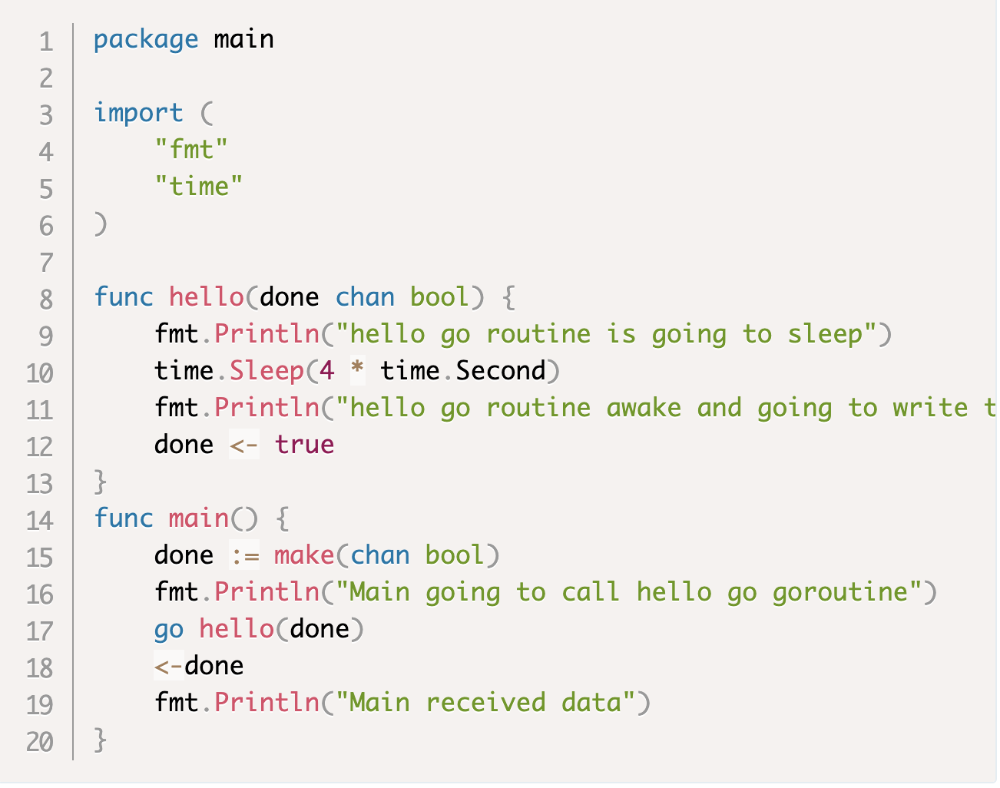 1 package main
2
3 import (
4     "fmt"
5     "time"
6 )
7
8 func hello(done chan bool) {
9     fmt.Println("hello go routine is going to sleep")
10     time.Sleep(4 * time.Second)
11     fmt.Println("hello go routine awake and going to write
12     done <- true
13 }
14 func main() {
15     done := make(chan bool)
16     fmt.Println("Main going to call hello go goroutine")
17     go hello(done)
18     <-done
19     fmt.Println("Main received data")
20 }